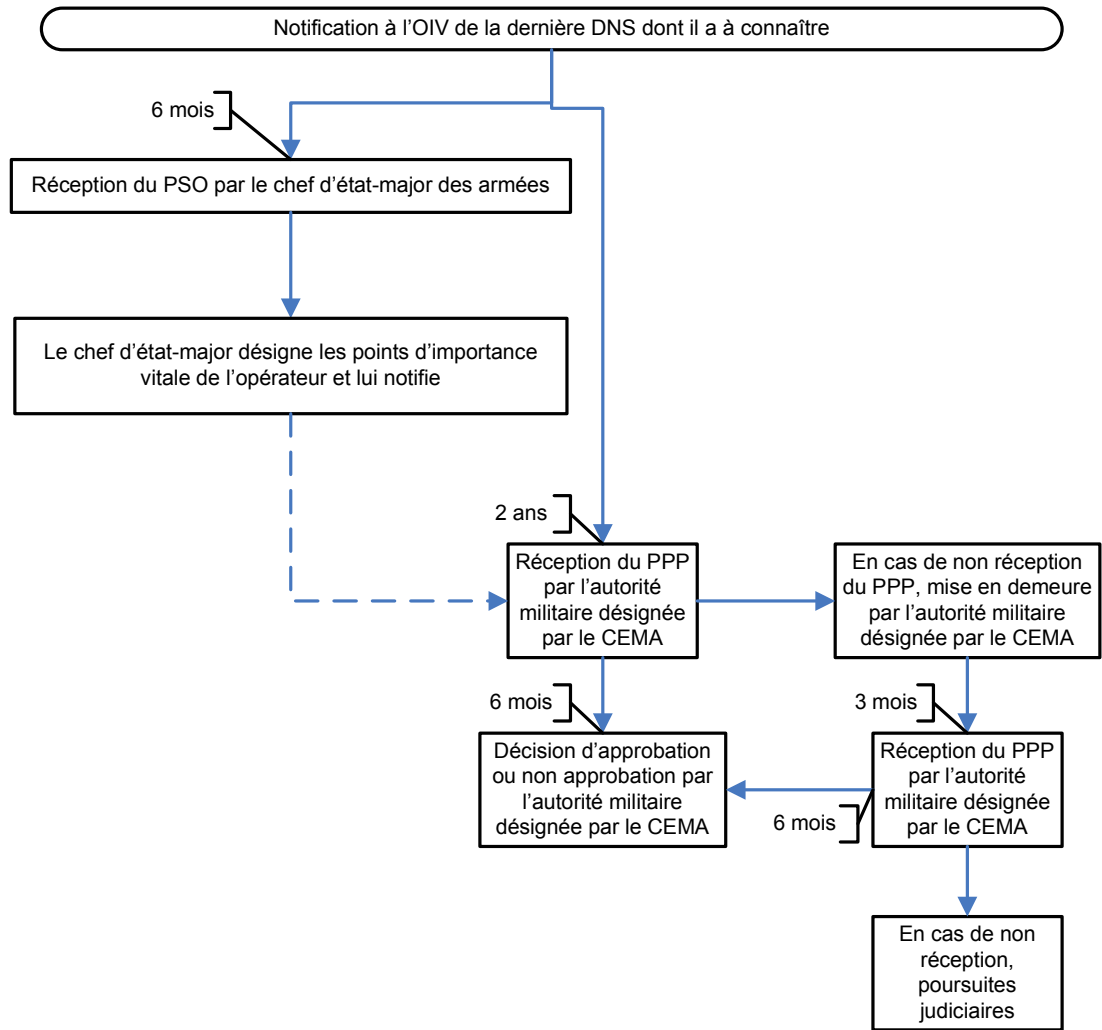 Notification à l’OIV de la dernière DNS dont il a à connaître
6 mois
Réception du PSO par le chef d’état-major des armées
Le chef d’état-major désigne les points d’importance
vitale de l’opérateur et lui notifie
2 ans
Réception du PPP
par l’autorité
militaire désignée
par le CEMA
En cas de non réception
du PPP, mise en demeure
par l’autorité militaire
désignée par le CEMA
6 mois
3 mois
Décision d’approbation
ou non approbation par
l’autorité militaire
désignée par le CEMA
Réception du PPP
par l’autorité
militaire désignée
par le CEMA
6 mois
En cas de non
réception,
poursuites
judiciaires